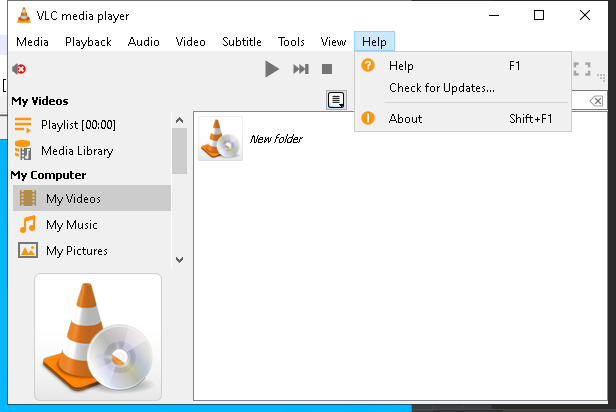 VLC media player
Media Playback Audio Video Subtitle Tools View Help
Help F1
Check for Updates...
About Shift+F1
My Videos
Playlist [00:00]
Media Library
My Computer
My Videos
My Music
My Pictures
New folder